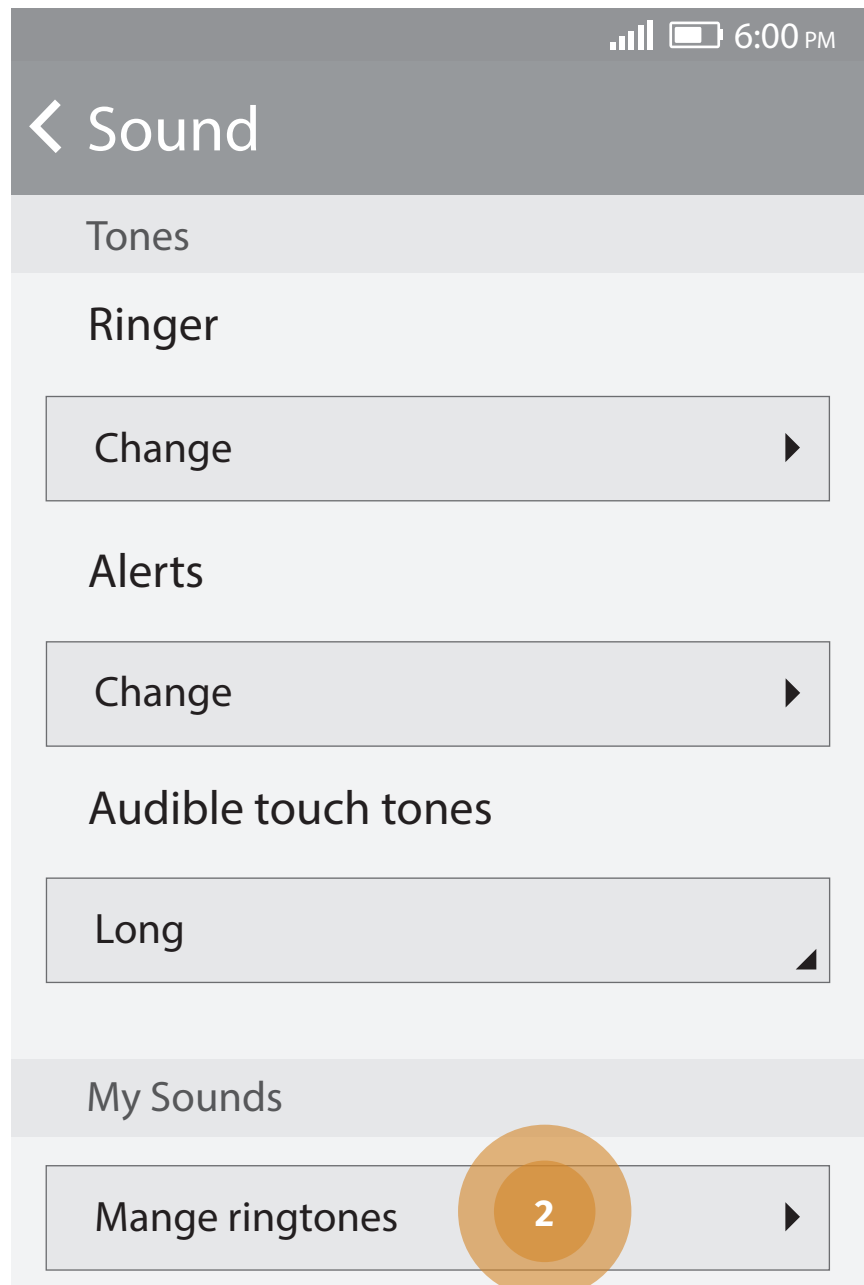 6:00 PM
Sound
Tones
Ringer
Change
Alerts
Change
Audible touch tones
Long
My Sounds
Mange ringtones 2